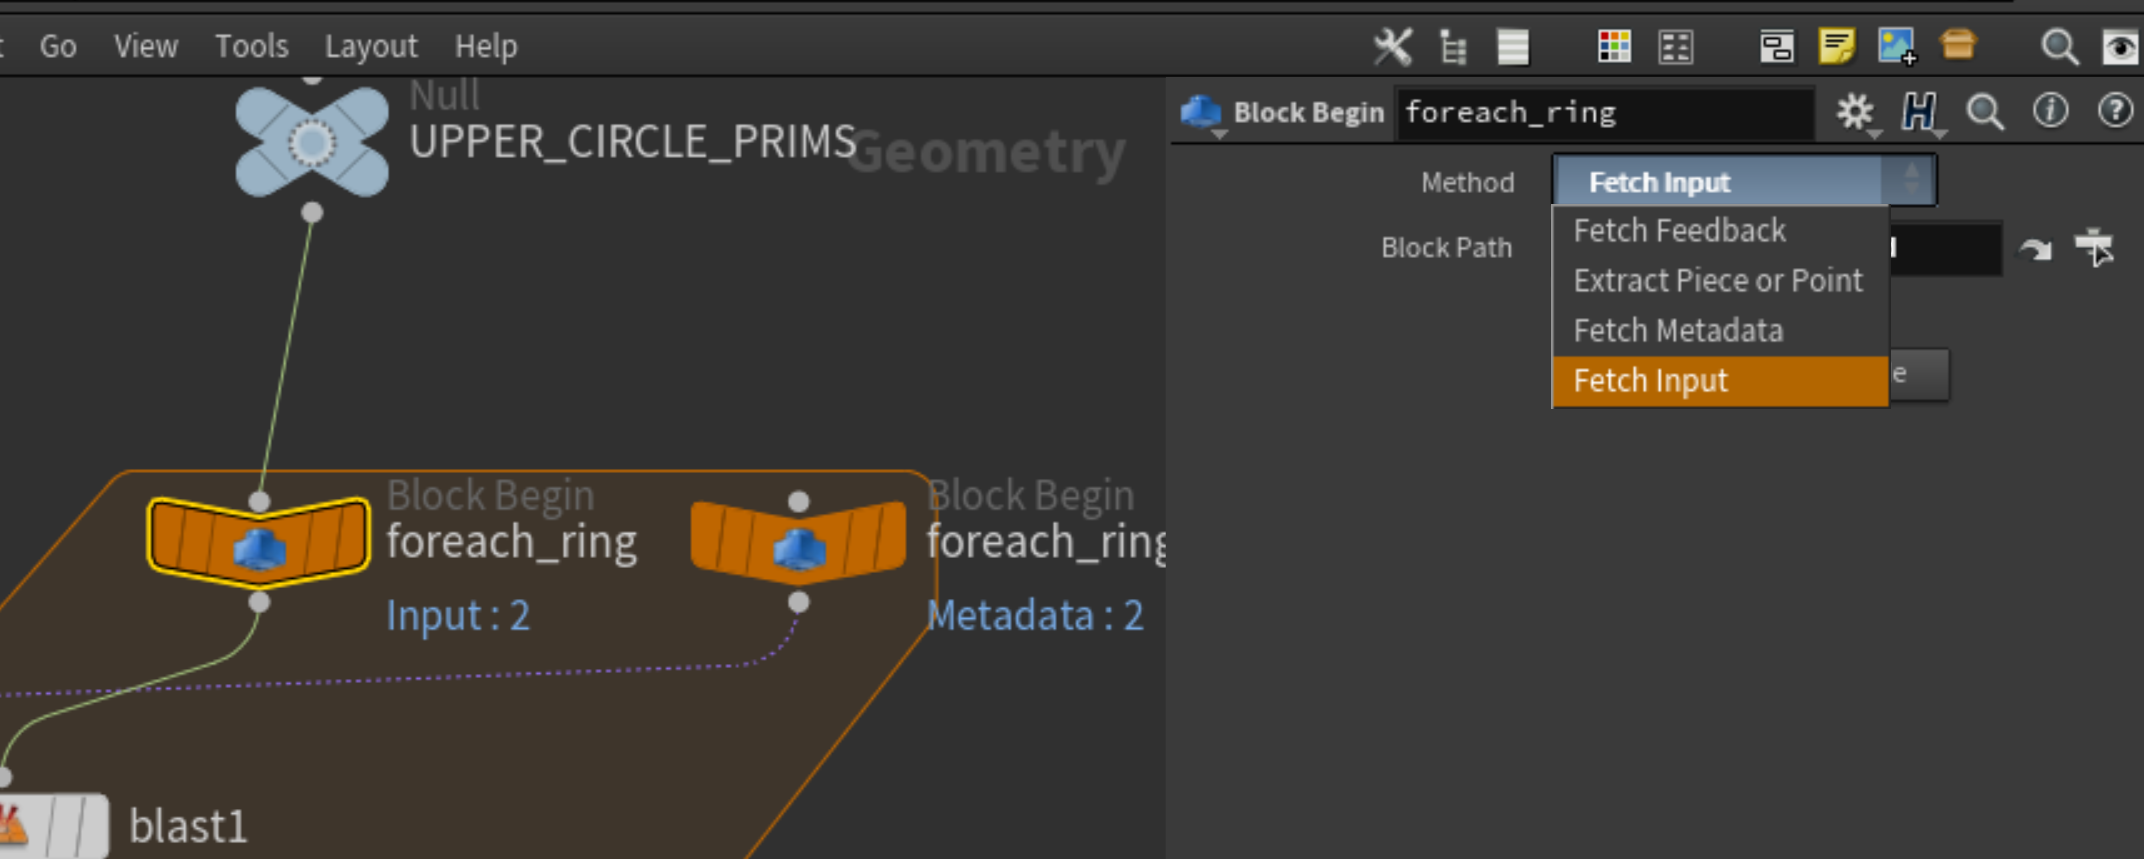 Go View Tools Layout Help
Null
UPPER_CIRCLE_PRIMS
Geometry
Block Begin foreach_ring
Method Fetch Input
Fetch Feedback
Block Path
Extract Piece or Point
Fetch Metadata
Fetch Input
Block Begin
foreach_ring
Input : 2
Block Begin
foreach_ring
Metadata : 2
blast1